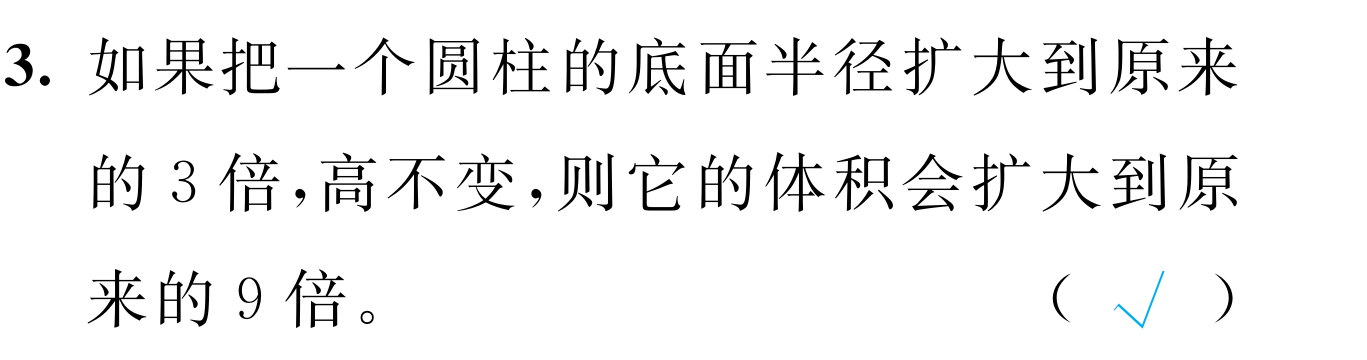 3. 如果把一个圆柱的底面半径扩大到原来
的 3 倍,高不变,则它的体积会扩大到原
来的 9 倍。 ( √ )